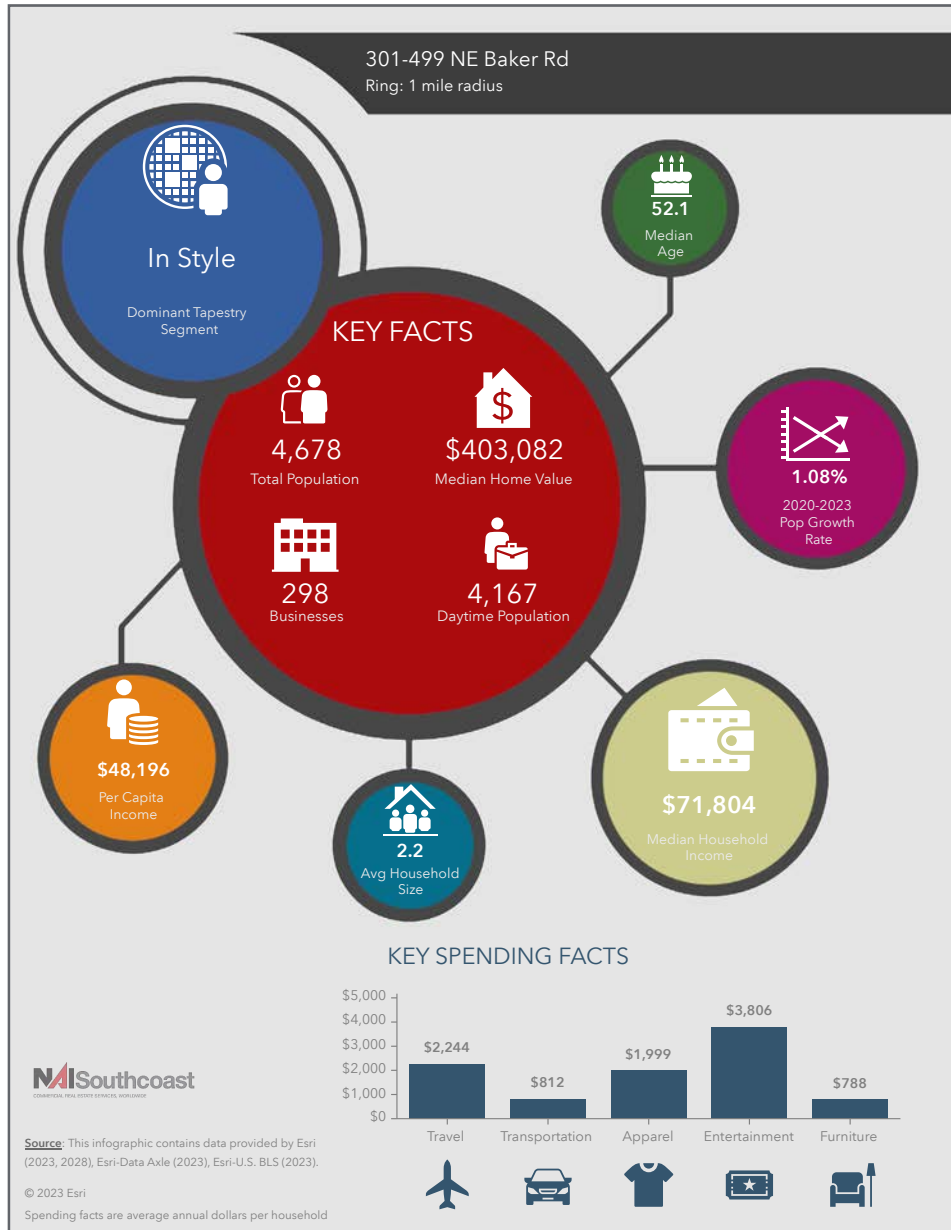 301-499 NE Baker Rd
Ring: 1 mile radius
In Style
Dominant Tapestry
Segment
52.1
Median
Age
KEY FACTS
$
4,678
Total Population
$403,082
Median Home Value
298
Businesses
4,167
Daytime Population
1.08%
2020-2023
Pop Growth
Rate
$48,196
Per Capita
Income
2.2
Avg Household
Size
$71,804
Median Household
Income
KEY SPENDING FACTS
$5,000
$4,000
$3,000
$2,000
$1,000
$0
$2,244
$812
$1,999
$3,806
$788
Travel
Transportation
Apparel
Entertainment
Furniture
NAISouthcoast
COMMERCIAL REAL ESTATE SERVICES, WORLDWIDE
Source: This infographic contains data provided by Esri
(2023, 2028), Esri-Data Axle (2023), Esri-U.S. BLS (2023).
© 2023 Esri
Spending facts are average annual dollars per household